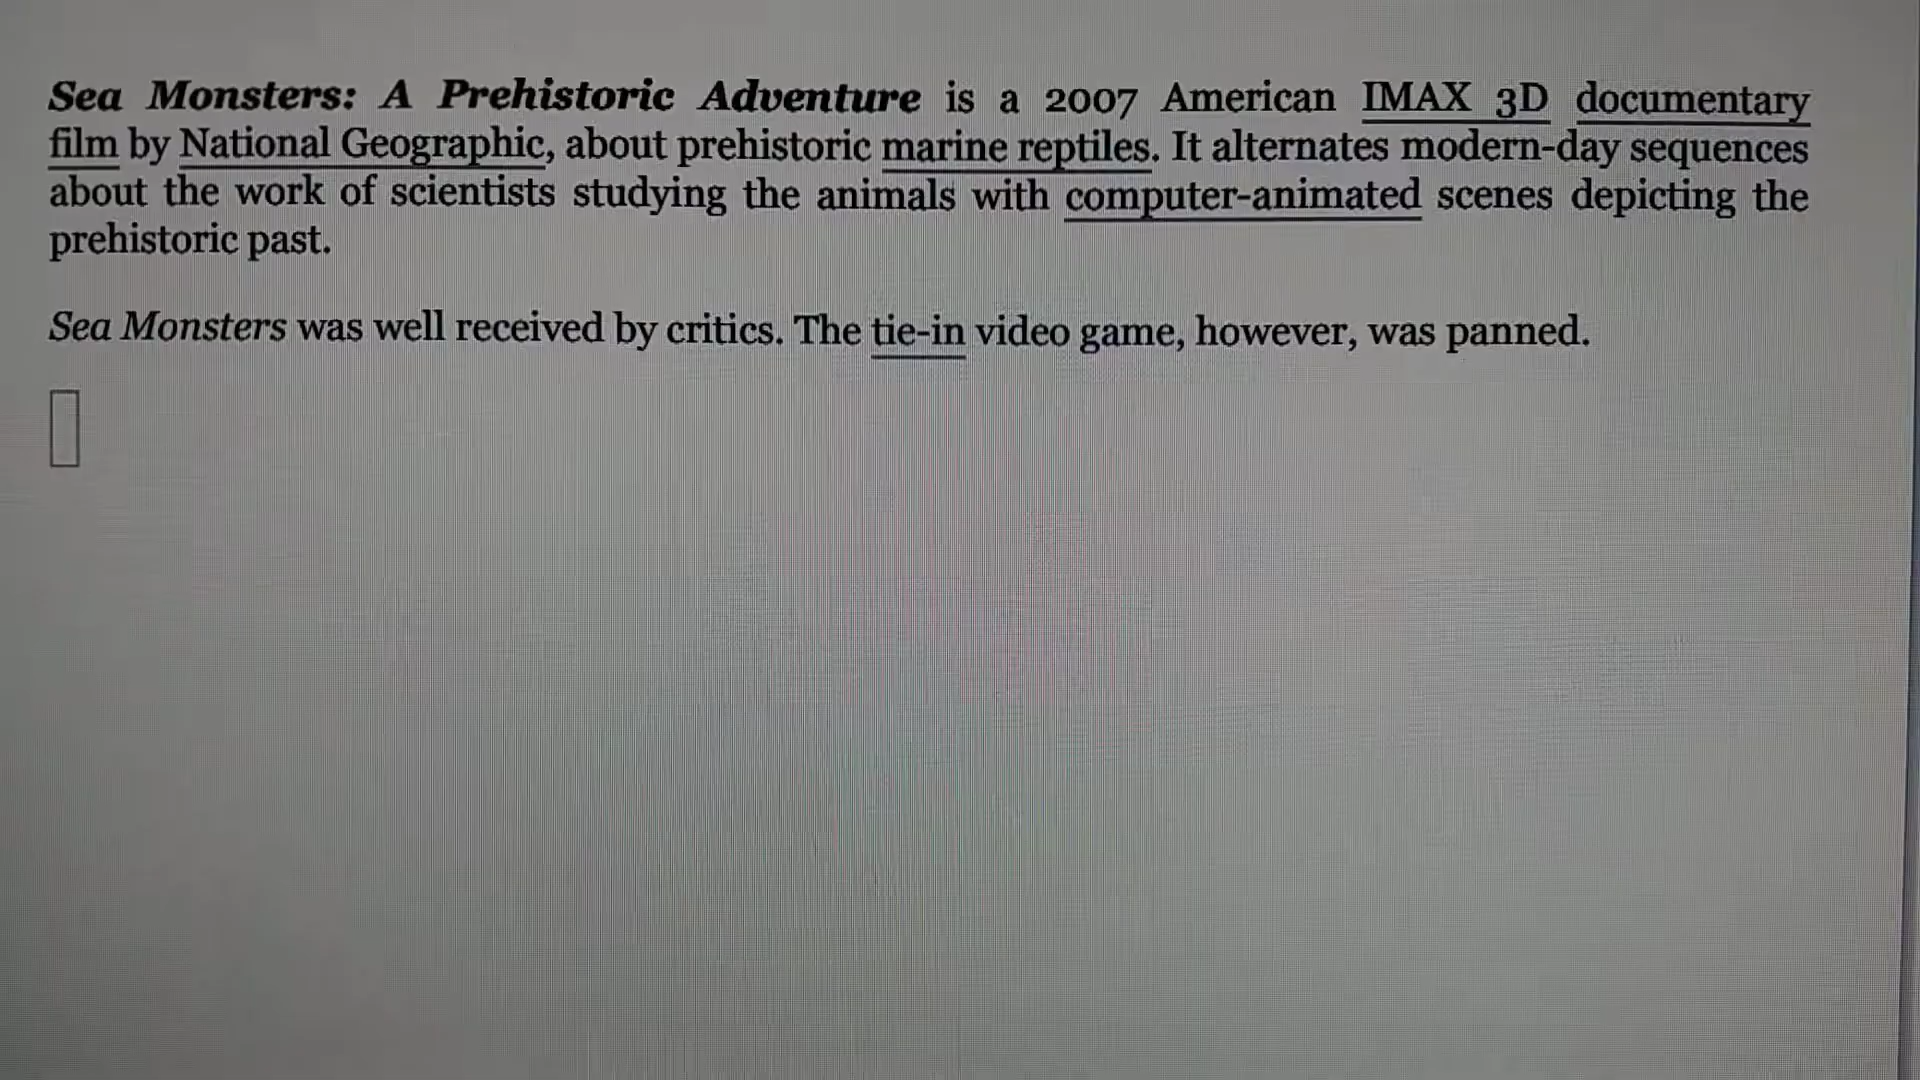 Sea Monsters: A Prehistoric Adventure is a 2007 American IMAX 3D documentary
film by National Geographic, about prehistoric marine reptiles. It alternates modern-day sequences
about the work of scientists studying the animals with computer-animated scenes depicting the
prehistoric past.
Sea Monsters was well received by critics. The tie-in video game, however, was panned.